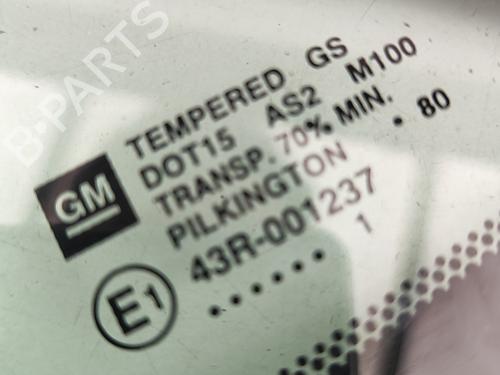 B-PARTS
GM
TEMPERED GS
DOT15 AS2 M100
TRANSP. 70% MIN.
PILKINGTON . 80
43R-001237
...... 1
E1